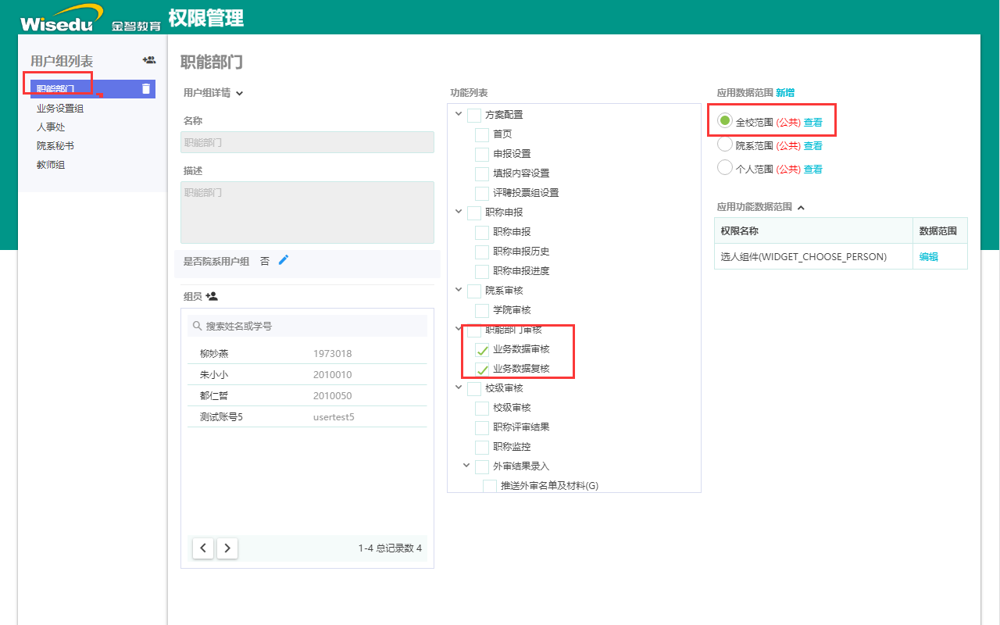 Wisedu 金智教育 权限管理
用户组列表
职能部门
业务设置组
人事处
院系秘书
教师组
职能部门
用户组详情
名称
职能部门
描述
职能部门
是否院系用户组 否
组员
搜索姓名或学号
柳妙燕 1973018
朱小小 2010010
都仁哲 2010050
测试账号5 usertest5
1-4 总记录数 4
功能列表
方案配置
首页
申报设置
填报内容设置
评聘投票组设置
职称申报
职称申报
职称申报历史
职称申报进度
院系审核
学院审核
职能部门审核
业务数据审核
业务数据复核
校级审核
校级审核
职称评审结果
职称监控
外审结果录入
推送外审名单及材料(G)
应用数据范围 新增
全校范围 (公共) 查看
院系范围 (公共) 查看
个人范围 (公共) 查看
应用功能数据范围
权限名称 数据范围
选人组件(WIDGET_CHOOSE_PERSON) 编辑